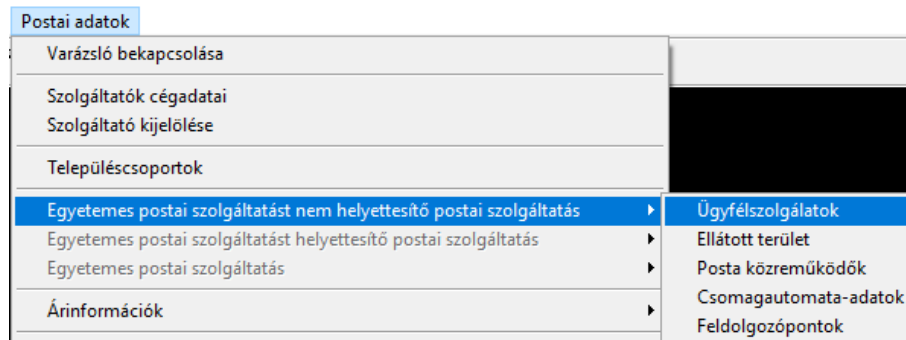 Postai adatok
Varázsló bekapcsolása
Szolgáltatók cégadatai
Szolgáltató kijelölése
Településcsoportok
Egyetemes postai szolgáltatást nem helyettesítő postai szolgáltatás
Egyetemes postai szolgáltatást helyettesítő postai szolgáltatás
Egyetemes postai szolgáltatás
Árinformációk
Ügyfélszolgálatok
Ellátott terület
Posta közreműködők
Csomagautomata-adatok
Feldolgozópontok